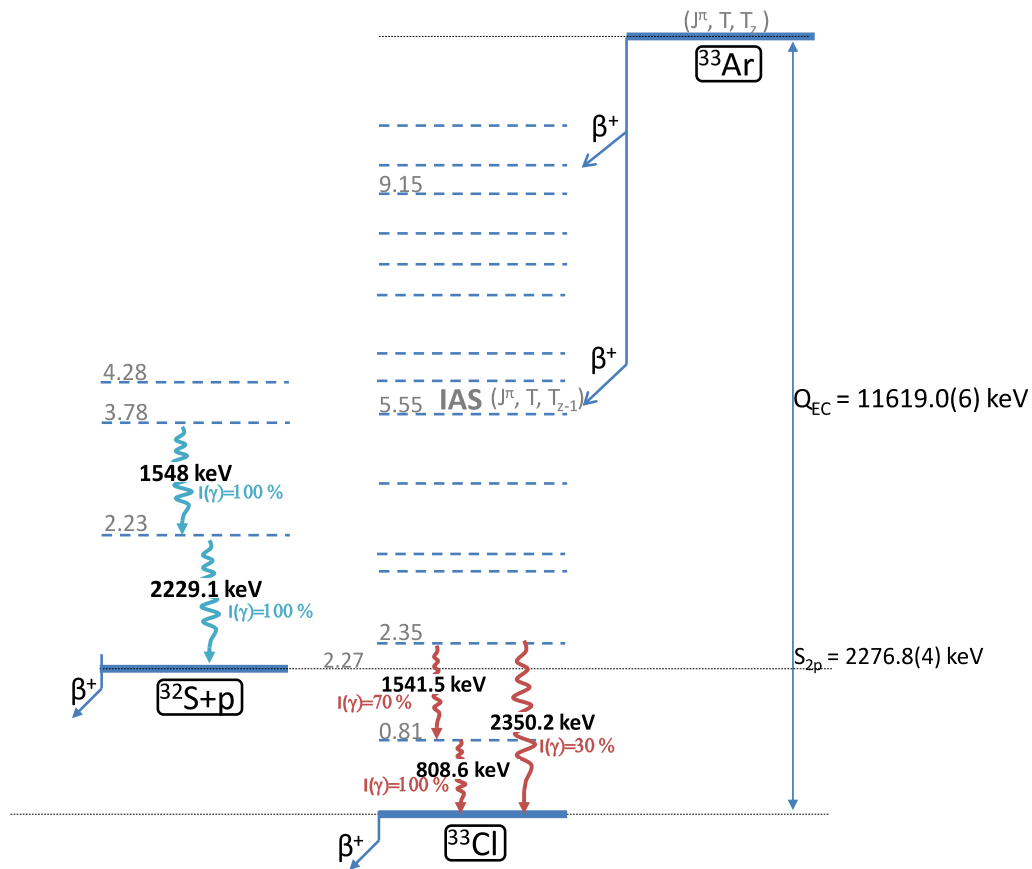 (Jπ, T, Tz )
33Ar
β+
9.15
β+
4.28
IAS (Jπ, T, Tz-1)
5.55
QEC = 11619.0(6) keV
3.78
1548 keV
I(γ)=100 %
2.23
2229.1 keV
I(γ)=100 %
2.35
2.27
S2p = 2276.8(4) keV
β+
32S+p
1541.5 keV
I(γ)=70 %
2350.2 keV
0.81
I(γ)=30 %
808.6 keV
I(γ)=100 %
β+
33Cl